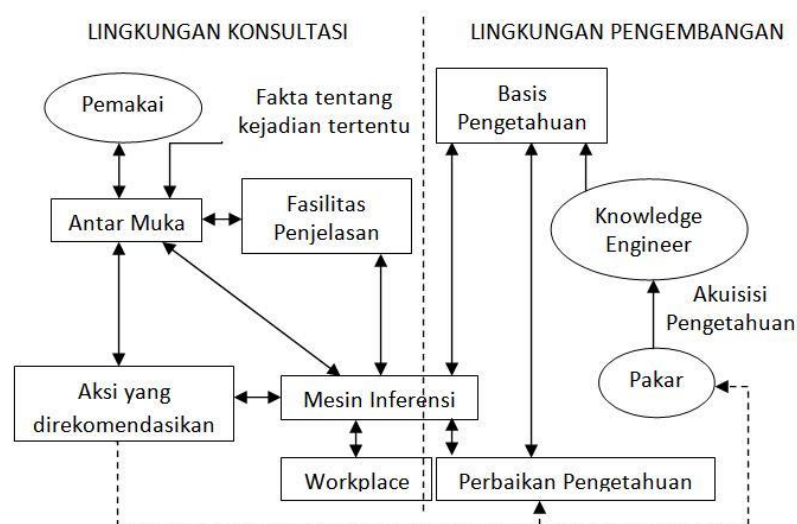 LINGKUNGAN KONSULTASI
LINGKUNGAN PENGEMBANGAN
Pemakai
Fakta tentang
kejadian tertentu
Basis
Pengetahuan
Antar Muka
Fasilitas
Penjelasan
Knowledge
Engineer
Akuisisi
Pengetahuan
Aksi yang
direkomendasikan
Mesin Inferensi
Pakar
Workplace
Perbaikan Pengetahuan